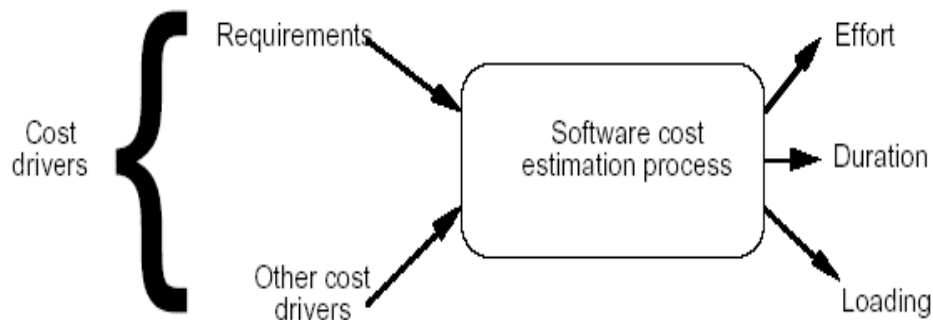 Cost
drivers
Requirements
Other cost
drivers
Software cost
estimation process
Effort
Duration
Loading